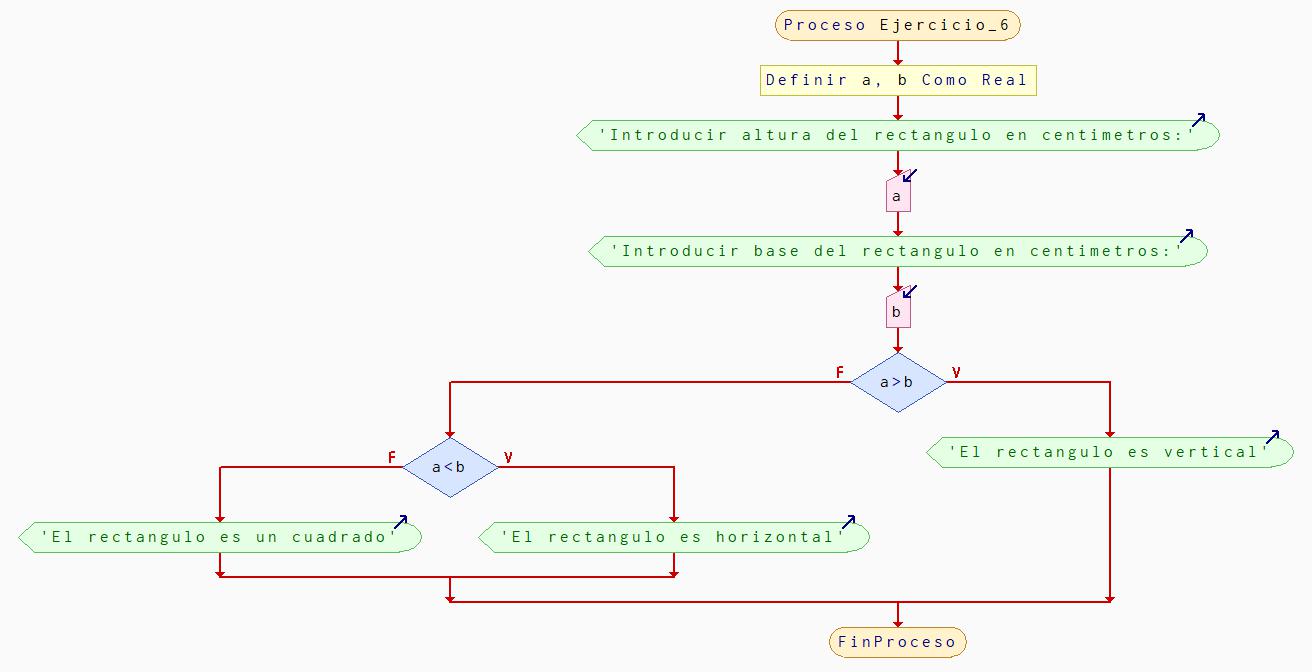 Proceso Ejercicio_6
Definir a, b Como Real
'Introducir altura del rectangulo en centimetros:'
a
'Introducir base del rectangulo en centimetros:'
b
F
a>b
V
'El rectangulo es vertical'
F
a<b
V
'El rectangulo es un cuadrado'
'El rectangulo es horizontal'
FinProceso